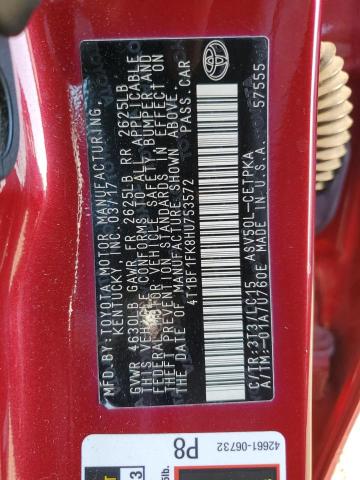 MFD.BY:TOYOTA MOTOR MANUFACTURING,
KENTUCKY, INC. 03/17
GVWR 4630LB GAWR FR 2625LB RR 2625LB
THIS VEHICLE CONFORMS TO ALL APPLICABLE
FEDERAL MOTOR VEHICLE SAFETY, BUMPER, AND
THEFT PREVENTION STANDARDS IN EFFECT ON
THE DATE OF MANUFACTURE SHOWN ABOVE.
4T1BF1FK8HU753572 PASS.CAR
C/TR:3T3/LC15 ASV50L-CETPKA
A/TM:-01A/U760E MADE IN U.S.A.
57555
42661-06732
P8